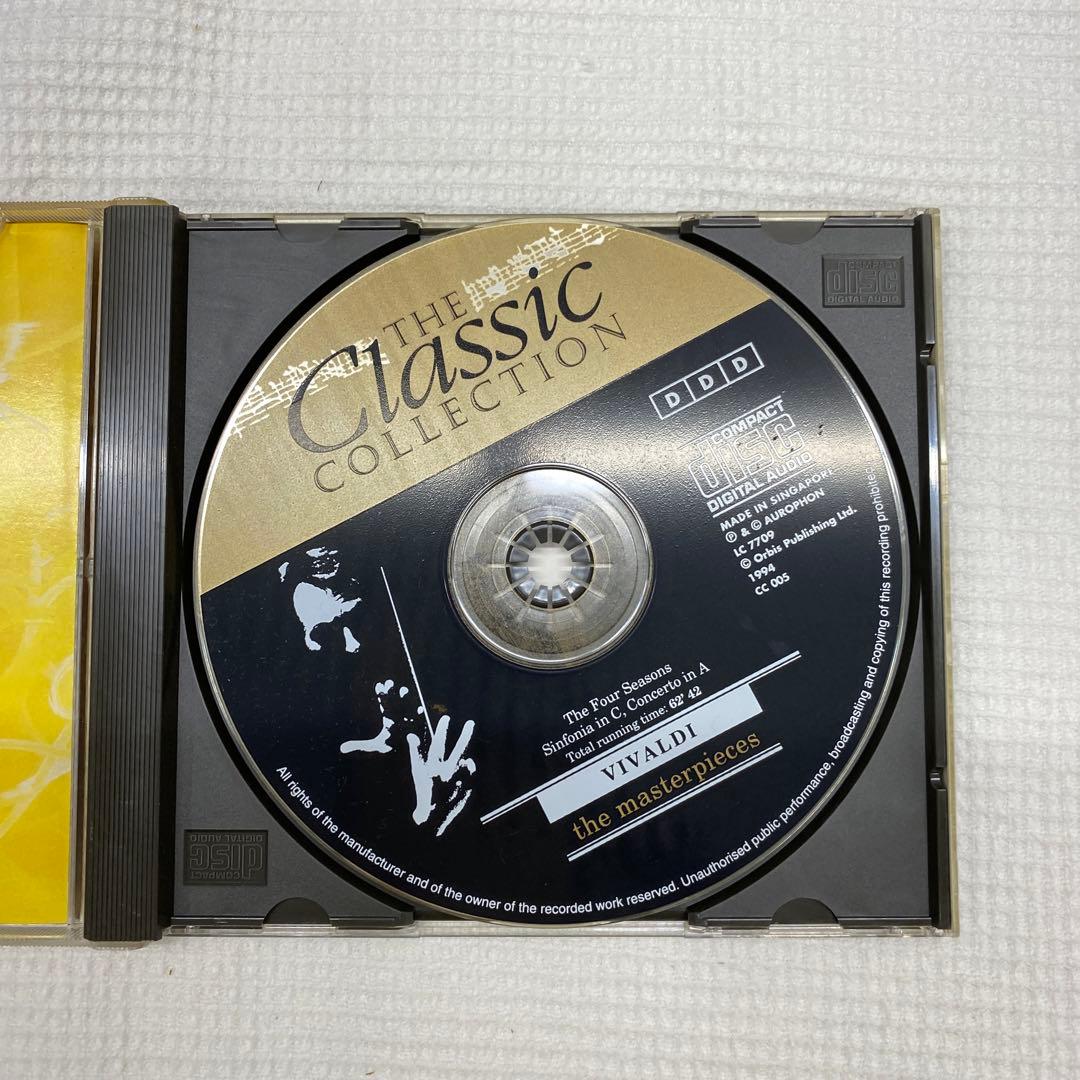 THE
Classic
COLLECTION
DDD
COMPACT
disc
DIGITAL AUDIO
MADE IN SINGAPORE
℗ & © AUROPHON
LC 7709
© Orbis Publishing Ltd.
1994
CC 005
The Four Seasons
Sinfonia in C, Concerto in A
Total running time: 62' 42
VIVALDI
the masterpieces
All rights of the manufacturer and of the owner of the recorded work reserved. Unauthorised public performance, broadcasting and copying of this recording prohibited
COMPACT
disc
DIGITAL AUDIO
COMPACT
disc
DIGITAL AUDIO